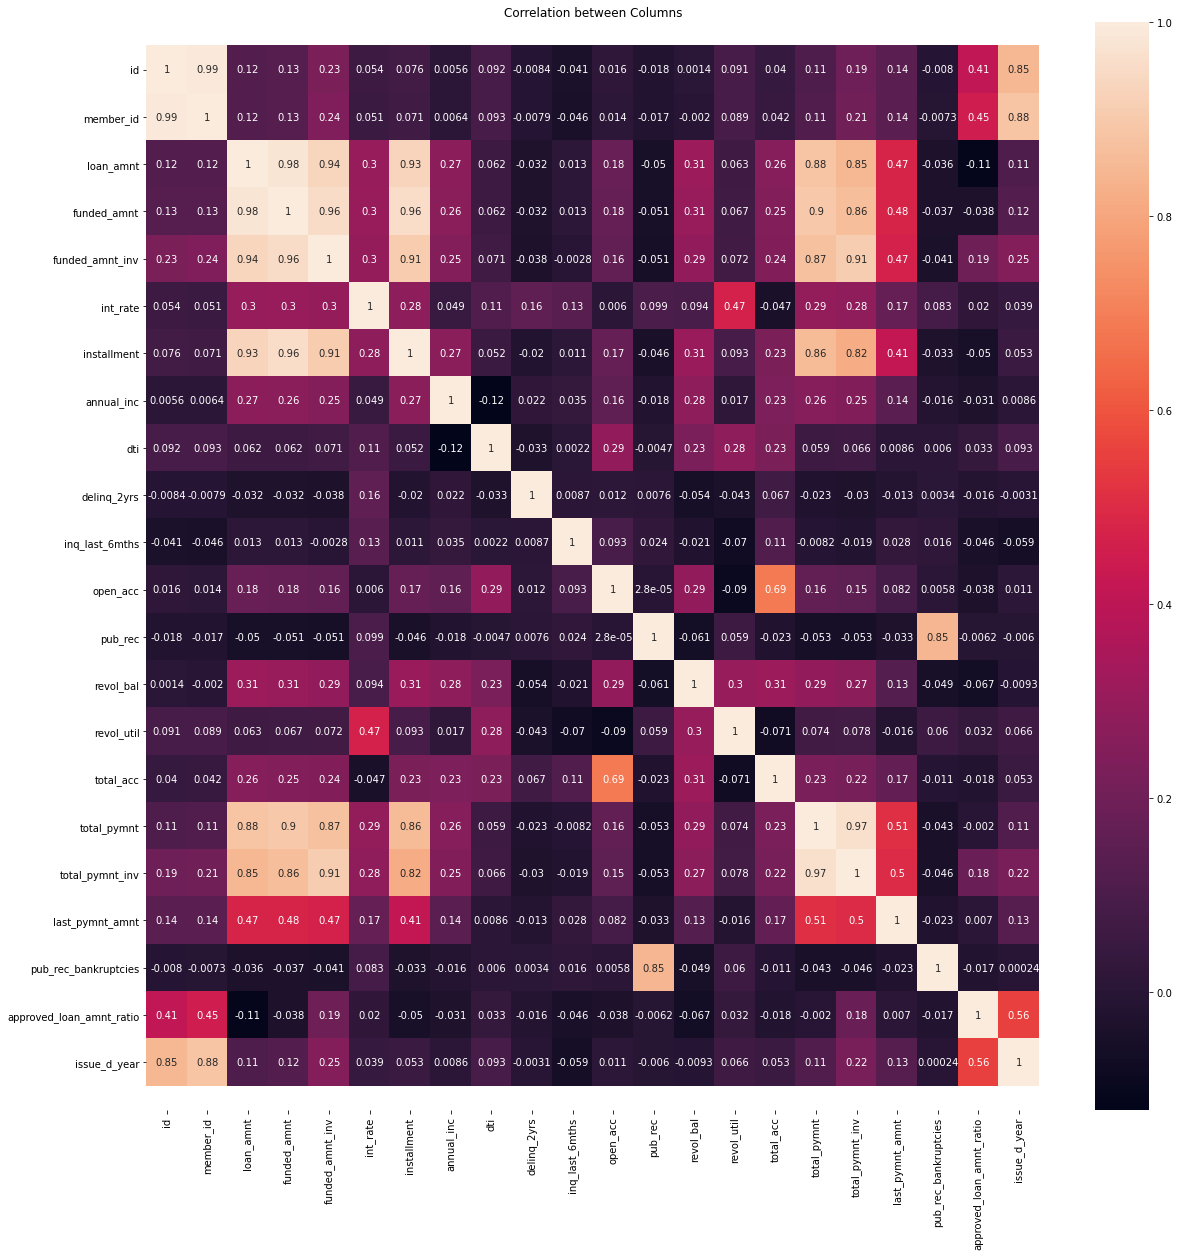 Correlation between Columns
id 1 0.99 0.12 0.13 0.23 0.054 0.076 0.0056 0.092 -0.0084 -0.041 0.016 -0.018 0.0014 0.091 0.04 0.11 0.19 0.14 -0.008 0.41 0.85
member_id 0.99 1 0.12 0.13 0.24 0.051 0.071 0.0064 0.093 -0.0079 -0.046 0.014 -0.017 -0.002 0.089 0.042 0.11 0.21 0.14 -0.0073 0.45 0.88
loan_amnt 0.12 0.12 1 0.98 0.94 0.3 0.93 0.27 0.062 -0.032 0.013 0.18 -0.05 0.31 0.063 0.26 0.88 0.85 0.47 -0.036 -0.11 0.11
funded_amnt 0.13 0.13 0.98 1 0.96 0.3 0.96 0.26 0.062 -0.032 0.013 0.18 -0.051 0.31 0.067 0.25 0.9 0.86 0.48 -0.037 -0.038 0.12
funded_amnt_inv 0.23 0.24 0.94 0.96 1 0.3 0.91 0.25 0.071 -0.038 -0.0028 0.16 -0.051 0.29 0.072 0.24 0.87 0.91 0.47 -0.041 0.19 0.25
int_rate 0.054 0.051 0.3 0.3 0.3 1 0.28 0.049 0.11 0.16 0.13 0.006 0.099 0.094 0.47 -0.047 0.29 0.28 0.17 0.083 0.02 0.039
installment 0.076 0.071 0.93 0.96 0.91 0.28 1 0.27 0.052 -0.02 0.011 0.17 -0.046 0.31 0.093 0.23 0.86 0.82 0.41 -0.033 -0.05 0.053
annual_inc 0.0056 0.0064 0.27 0.26 0.25 0.049 0.27 1 -0.12 0.022 0.035 0.16 -0.018 0.28 0.017 0.23 0.26 0.25 0.14 -0.016 -0.031 0.0086
dti 0.092 0.093 0.062 0.062 0.071 0.11 0.052 -0.12 1 -0.033 0.0022 0.29 -0.0047 0.23 0.28 0.23 0.059 0.066 0.0086 0.006 0.033 0.093
delinq_2yrs -0.0084 -0.0079 -0.032 -0.032 -0.038 0.16 -0.02 0.022 -0.033 1 0.0087 0.012 0.0076 -0.054 -0.043 0.067 -0.023 -0.03 -0.013 0.0034 -0.016 -0.0031
inq_last_6mths -0.041 -0.046 0.013 0.013 -0.0028 0.13 0.011 0.035 0.0022 0.0087 1 0.093 0.024 -0.021 -0.07 0.11 -0.0082 -0.019 0.028 0.016 -0.046 -0.059
open_acc 0.016 0.014 0.18 0.18 0.16 0.006 0.17 0.16 0.29 0.012 0.093 1 2.8e-05 0.29 -0.09 0.69 0.16 0.15 0.082 0.0058 -0.038 0.011
pub_rec -0.018 -0.017 -0.05 -0.051 -0.051 0.099 -0.046 -0.018 -0.0047 0.0076 0.024 2.8e-05 1 -0.061 0.059 -0.023 -0.053 -0.053 -0.033 0.85 -0.0062 -0.006
revol_bal 0.0014 -0.002 0.31 0.31 0.29 0.094 0.31 0.28 0.23 -0.054 -0.021 0.29 -0.061 1 0.3 0.31 0.29 0.27 0.13 -0.049 -0.067 -0.0093
revol_util 0.091 0.089 0.063 0.067 0.072 0.47 0.093 0.017 0.28 -0.043 -0.07 -0.09 0.059 0.3 1 -0.071 0.074 0.078 -0.016 0.06 0.032 0.066
total_acc 0.04 0.042 0.26 0.25 0.24 -0.047 0.23 0.23 0.23 0.067 0.11 0.69 -0.023 0.31 -0.071 1 0.23 0.22 0.17 -0.011 -0.018 0.053
total_pymnt 0.11 0.11 0.88 0.9 0.87 0.29 0.86 0.26 0.059 -0.023 -0.0082 0.16 -0.053 0.29 0.074 0.23 1 0.97 0.51 -0.043 -0.002 0.11
total_pymnt_inv 0.19 0.21 0.85 0.86 0.91 0.28 0.82 0.25 0.066 -0.03 -0.019 0.15 -0.053 0.27 0.078 0.22 0.97 1 0.5 -0.046 0.18 0.22
last_pymnt_amnt 0.14 0.14 0.47 0.48 0.47 0.17 0.41 0.14 0.0086 -0.013 0.028 0.082 -0.033 0.13 -0.016 0.17 0.51 0.5 1 -0.023 0.007 0.13
pub_rec_bankruptcies -0.008 -0.0073 -0.036 -0.037 -0.041 0.083 -0.033 -0.016 0.006 0.0034 0.016 0.0058 0.85 -0.049 0.06 -0.011 -0.043 -0.046 -0.023 1 -0.017 0.00024
approved_loan_amnt_ratio 0.41 0.45 -0.11 -0.038 0.19 0.02 -0.05 -0.031 0.033 -0.016 -0.046 -0.038 -0.0062 -0.067 0.032 -0.018 -0.002 0.18 0.007 -0.017 1 0.56
issue_d_year 0.85 0.88 0.11 0.12 0.25 0.039 0.053 0.0086 0.093 -0.0031 -0.059 0.011 -0.006 -0.0093 0.066 0.053 0.11 0.22 0.13 0.00024 0.56 1
id
member_id
loan_amnt
funded_amnt
funded_amnt_inv
int_rate
installment
annual_inc
dti
delinq_2yrs
inq_last_6mths
open_acc
pub_rec
revol_bal
revol_util
total_acc
total_pymnt
total_pymnt_inv
last_pymnt_amnt
pub_rec_bankruptcies
approved_loan_amnt_ratio
issue_d_year
1.0
0.8
0.6
0.4
0.2
0.0